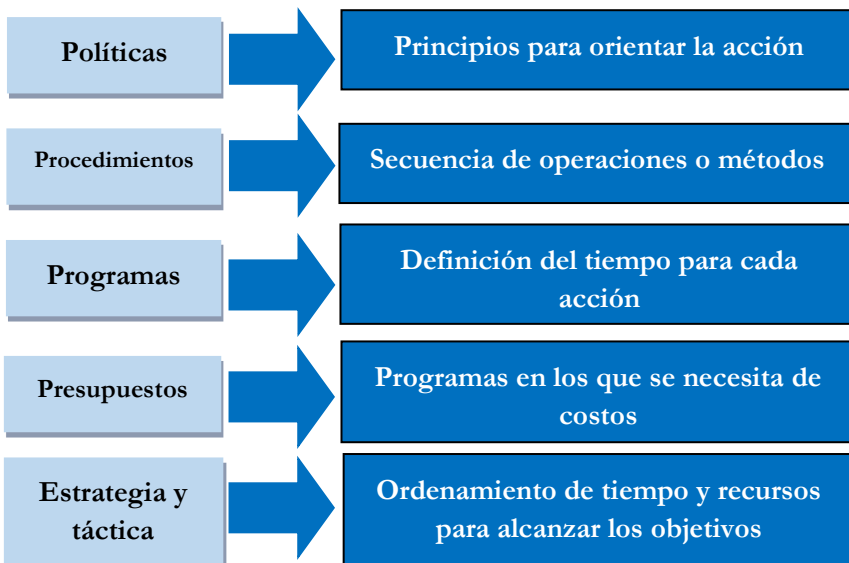 Políticas
Principios para orientar la acción
Procedimientos
Secuencia de operaciones o métodos
Programas
Definición del tiempo para cada
acción
Presupuestos
Programas en los que se necesita de
costos
Estrategia y
táctica
Ordenamiento de tiempo y recursos
para alcanzar los objetivos